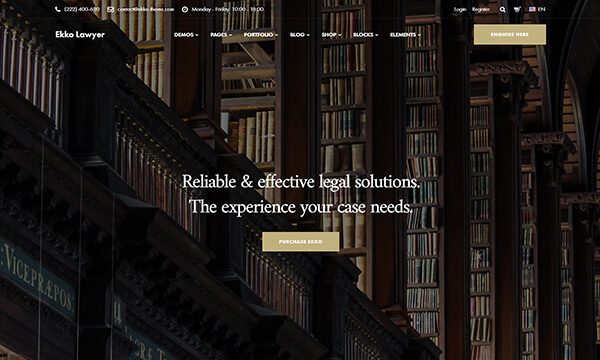 (222) 400-630 contact@ekko-theme.com Monday - Friday: 10:00 - 18:00 Login Register EN
Ekko Lawyer DEMOS PAGES PORTFOLIO BLOG SHOP BLOCKS ELEMENTS ENQUIRE HERE
Reliable & effective legal solutions.
The experience your case needs.
PURCHASE EKKO
VICEPRÆPOS